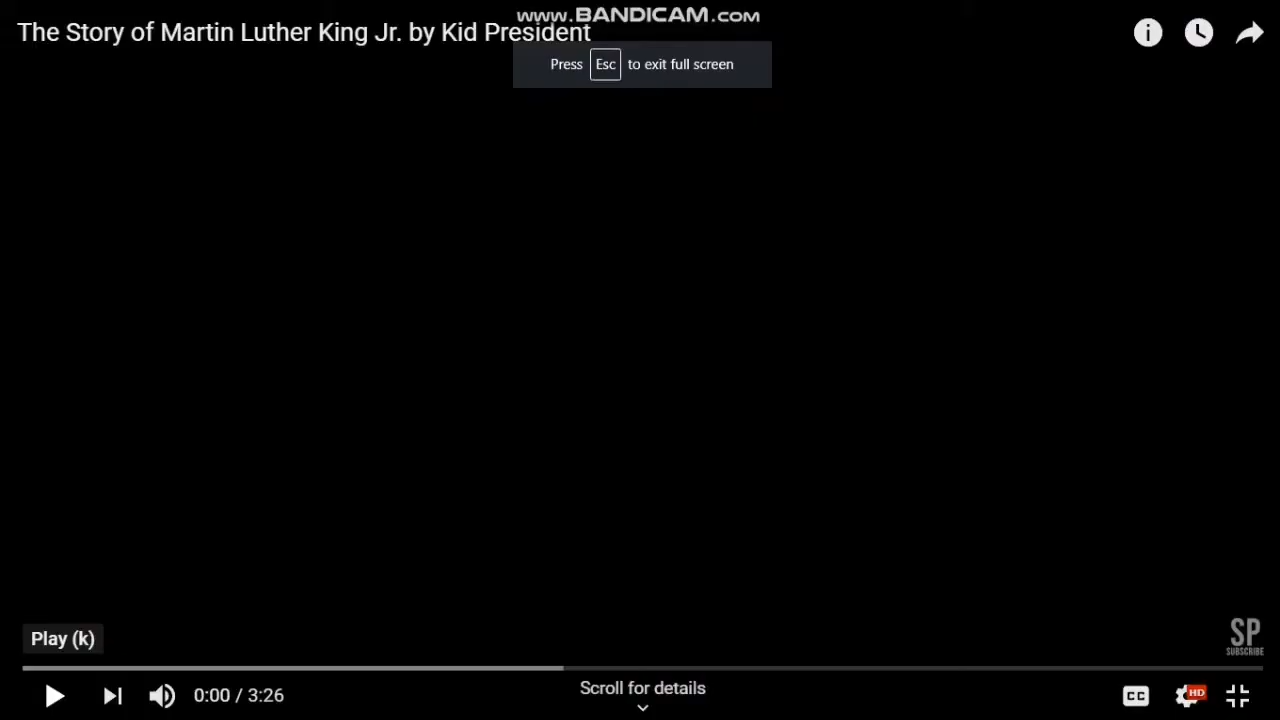 www.BANDICAM.com
The Story of Martin Luther King Jr. by Kid President
Press Esc to exit full screen
Play (k)
SP
SUBSCRIBE
0:00 / 3:26
Scroll for details
CC
HD